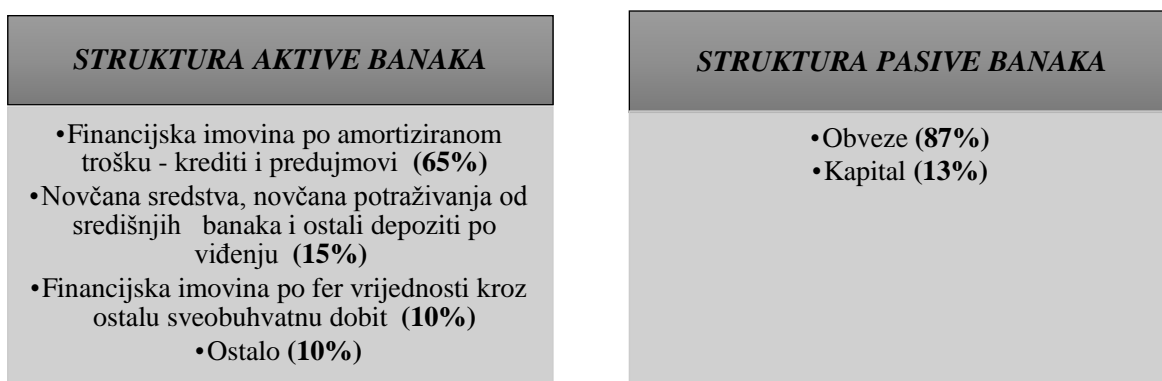 STRUKTURA AKTIVE BANAKA
•Financijska imovina po amortiziranom
trošku - krediti i predujmovi (65%)
•Novčana sredstva, novčana potraživanja od
središnjih banaka i ostali depoziti po
viđenju (15%)
•Financijska imovina po fer vrijednosti kroz
ostalu sveobuhvatnu dobit (10%)
•Ostalo (10%)
STRUKTURA PASIVE BANAKA
•Obveze (87%)
•Kapital (13%)